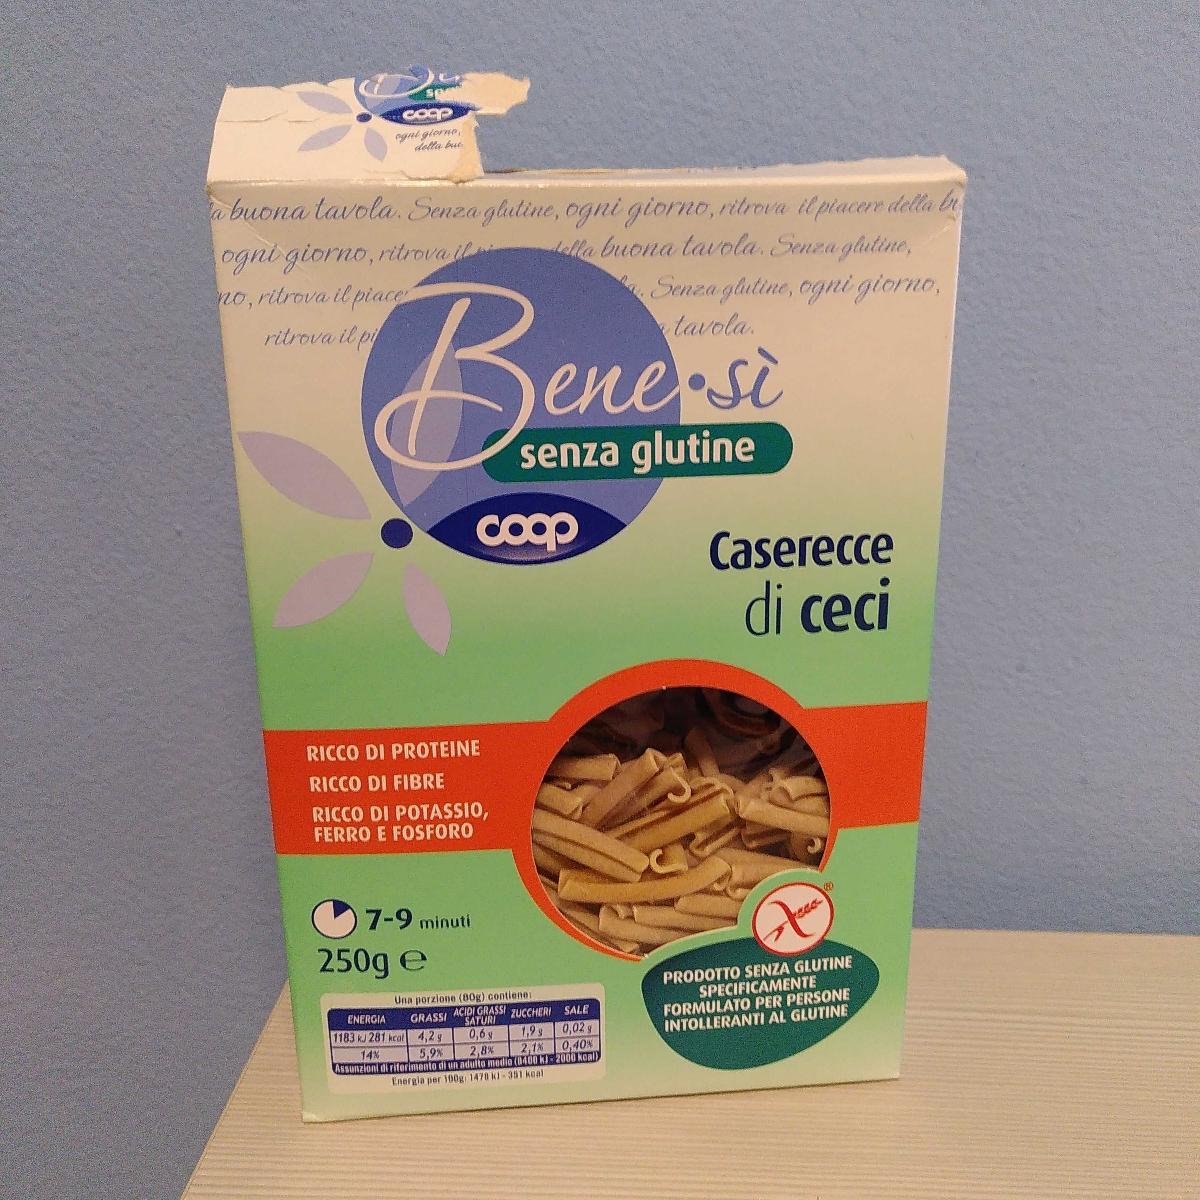 coop
ogni giorno,
della
a buona tavola. Senza glutine, ogni giorno, ritrova il piacere della
ogni giorno, ritrova il della buona tavola. Senza glutine,
ritrova il Senza glutine, ogni giorno,
ritrova il tavola.
Bene·sì
senza glutine
coop
Caserecce
di ceci
RICCO DI PROTEINE
RICCO DI FIBRE
RICCO DI POTASSIO,
FERRO E FOSFORO
7-9 minuti
250g ℮
PRODOTTO SENZA GLUTINE
SPECIFICAMENTE
FORMULATO PER PERSONE
INTOLLERANTI AL GLUTINE
Una porzione (80g) contiene:
ENERGIA GRASSI ACIDI GRASSI SATURI ZUCCHERI SALE
1183 kJ 281 kcal 4,2 g 0,6 g 1,9 g 0,02 g
14% 5,9% 2,8% 2,1% 0,40%
Assunzioni di riferimento di un adulto medio (8400 kJ - 2000 kcal)
Energia per 100g: 1478 kJ - 351 kcal